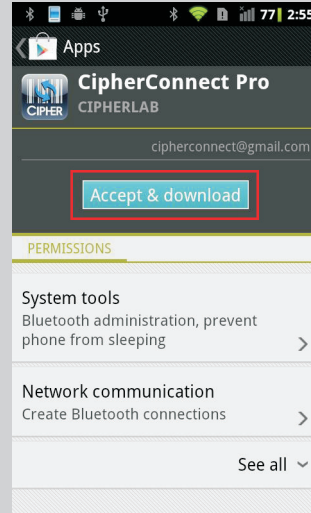 77 2:55
Apps
CipherConnect Pro
CIPHER
CIPHERLAB
cipherconnect@gmail.com
Accept & download
PERMISSIONS
System tools
Bluetooth administration, prevent
phone from sleeping
Network communication
Create Bluetooth connections
See all